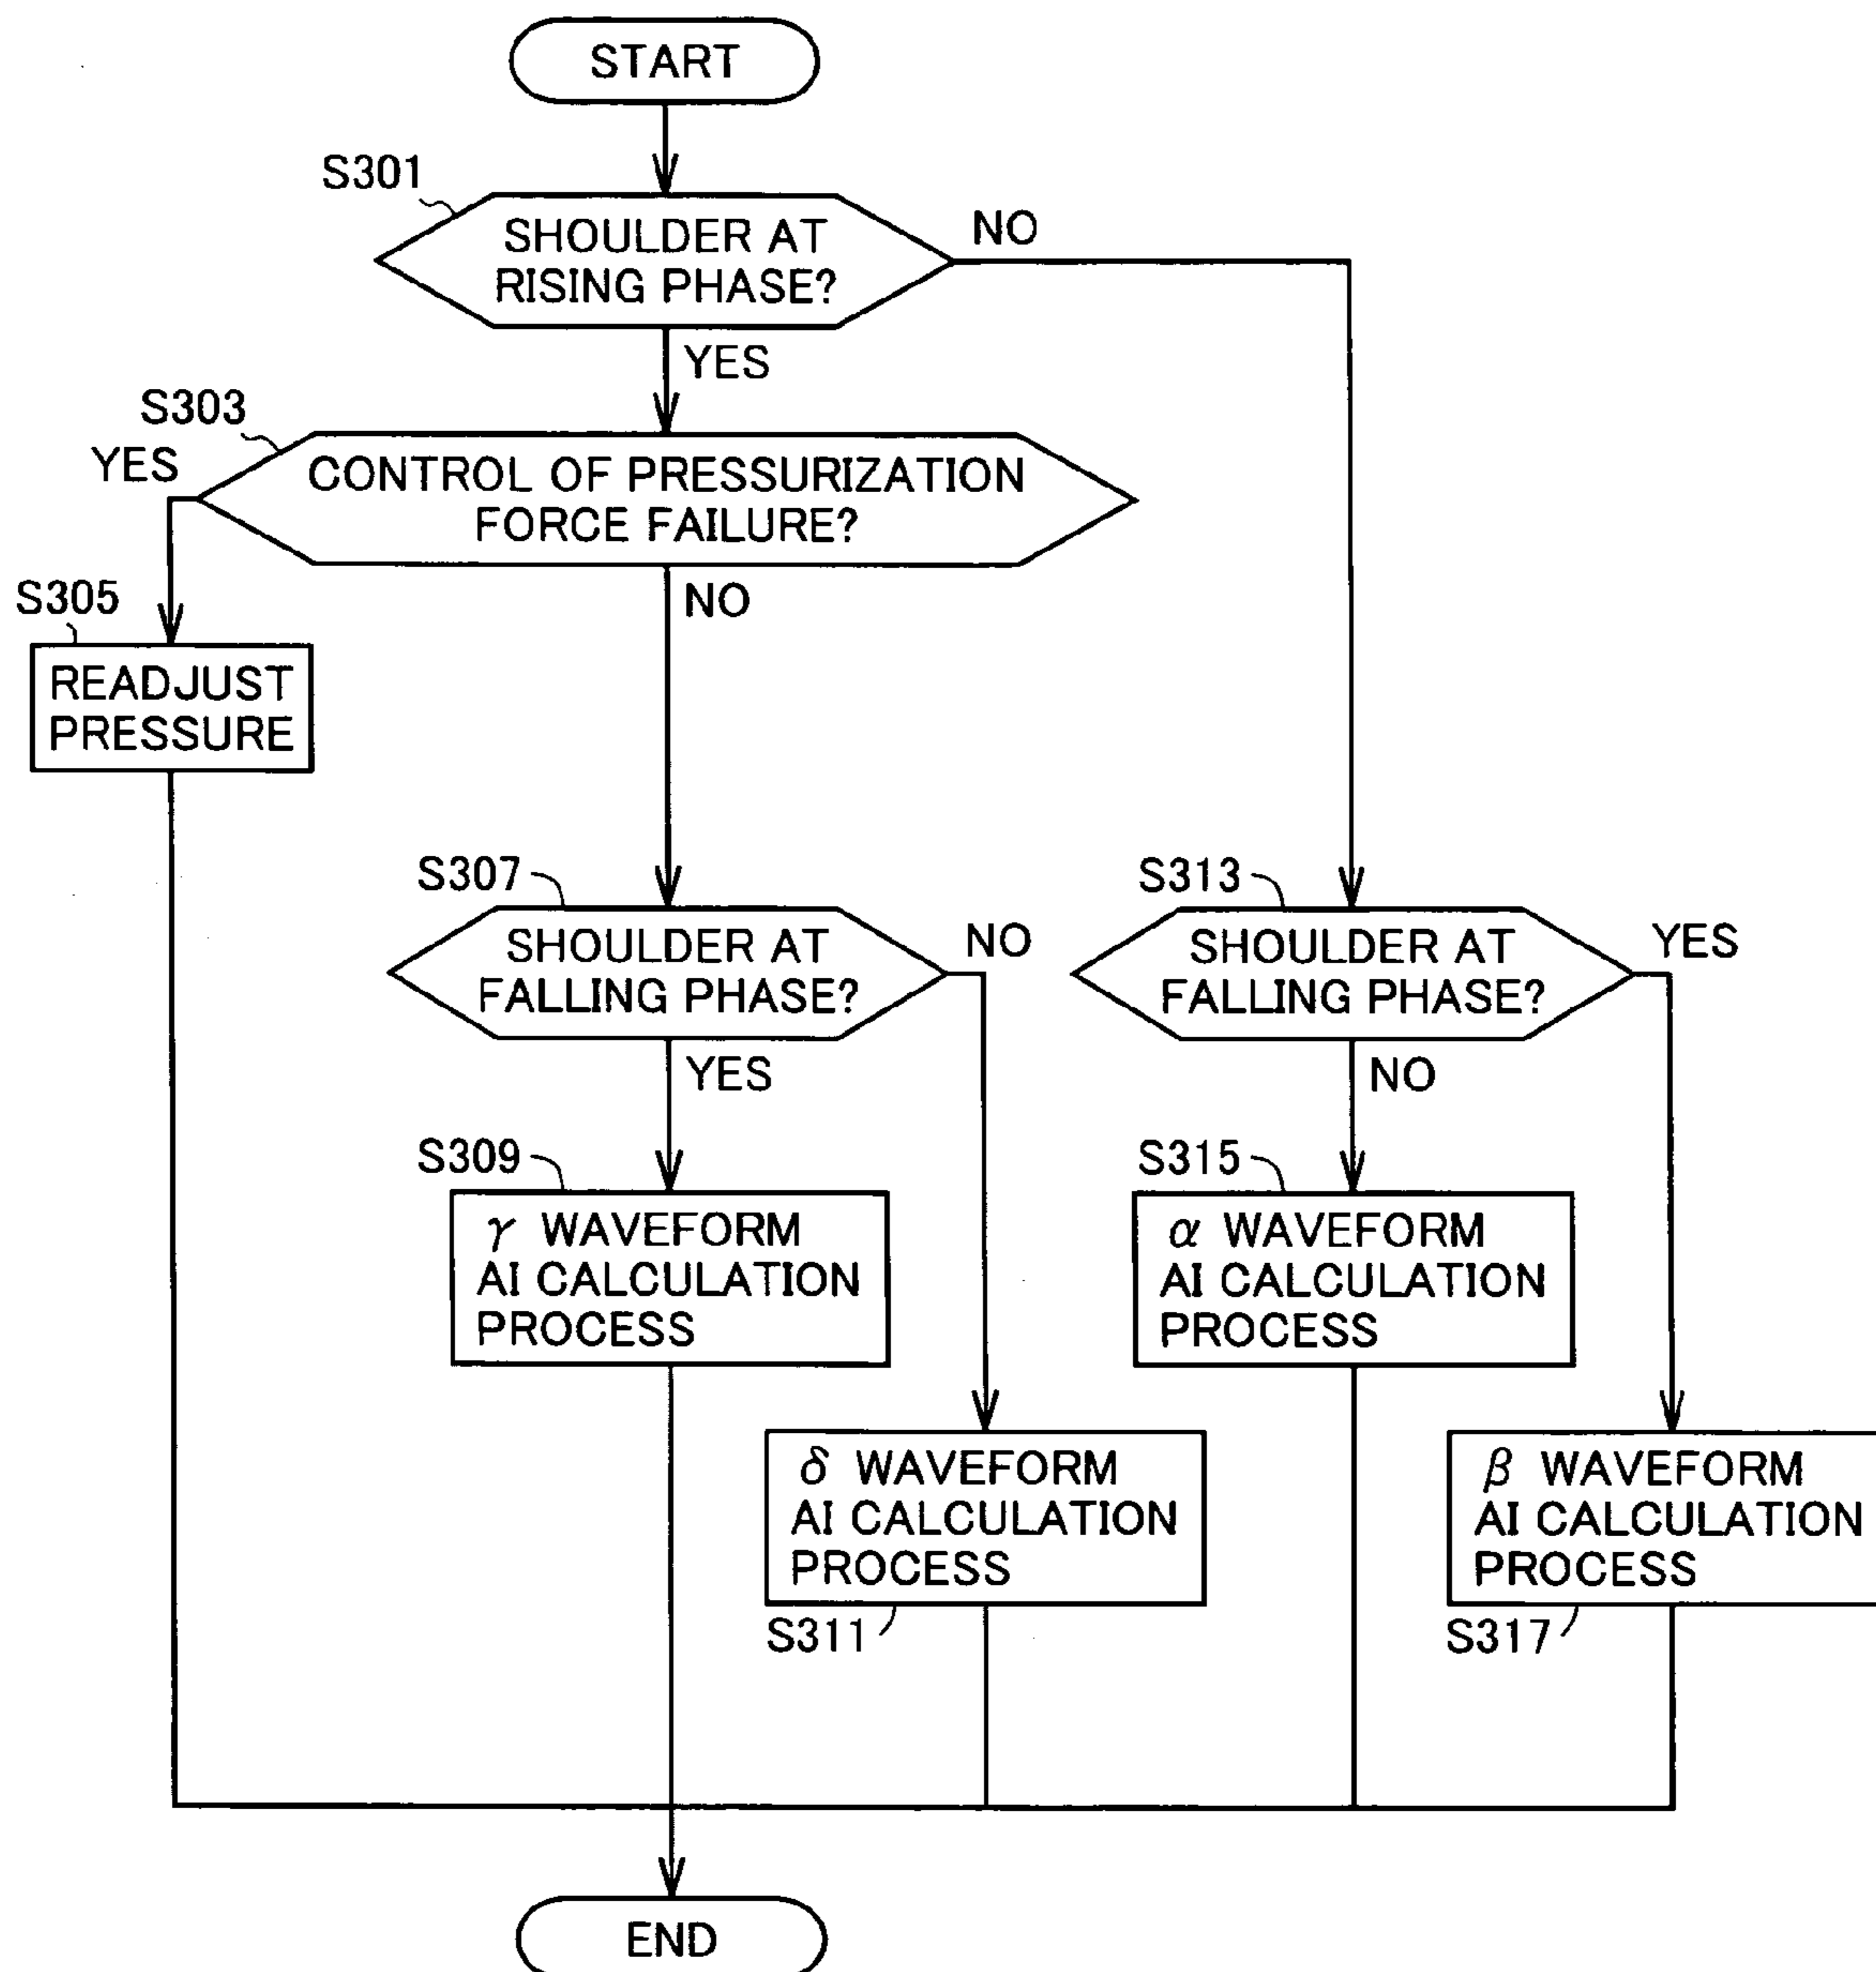 START
S301
SHOULDER AT
RISING PHASE?
NO
YES
S303
YES
CONTROL OF PRESSURIZATION
FORCE FAILURE?
NO
S305
READJUST
PRESSURE
S307
SHOULDER AT
FALLING PHASE?
NO
YES
S313
SHOULDER AT
FALLING PHASE?
YES
NO
S309
γ WAVEFORM
AI CALCULATION
PROCESS
S315
α WAVEFORM
AI CALCULATION
PROCESS
δ WAVEFORM
AI CALCULATION
PROCESS
S311
β WAVEFORM
AI CALCULATION
PROCESS
S317
END